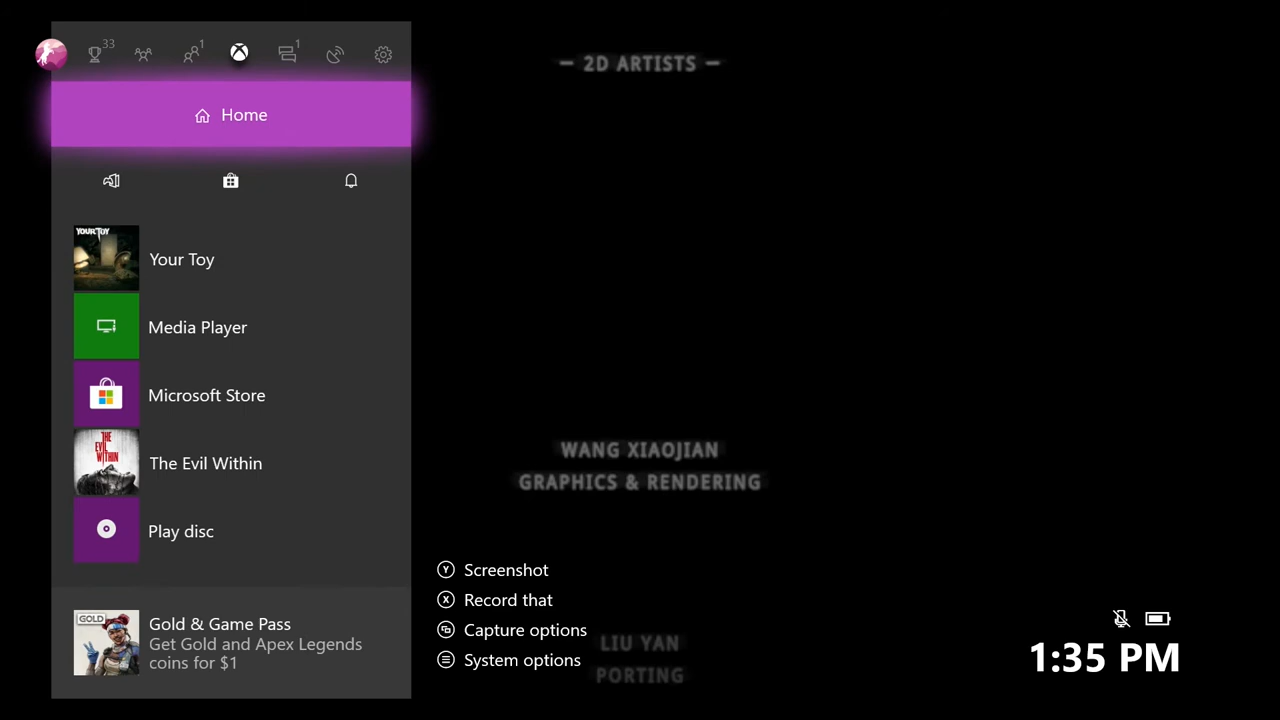 33
1
1
Home
YOUR TOY
Your Toy
Media Player
Microsoft Store
THE
EVIL
WITHIN
The Evil Within
Play disc
GOLD
Gold & Game Pass
Get Gold and Apex Legends
coins for $1
— 2D ARTISTS —
WANG XIAOJIAN
GRAPHICS & RENDERING
LIU YAN
PORTING
Y Screenshot
X Record that
Capture options
System options
1:35 PM